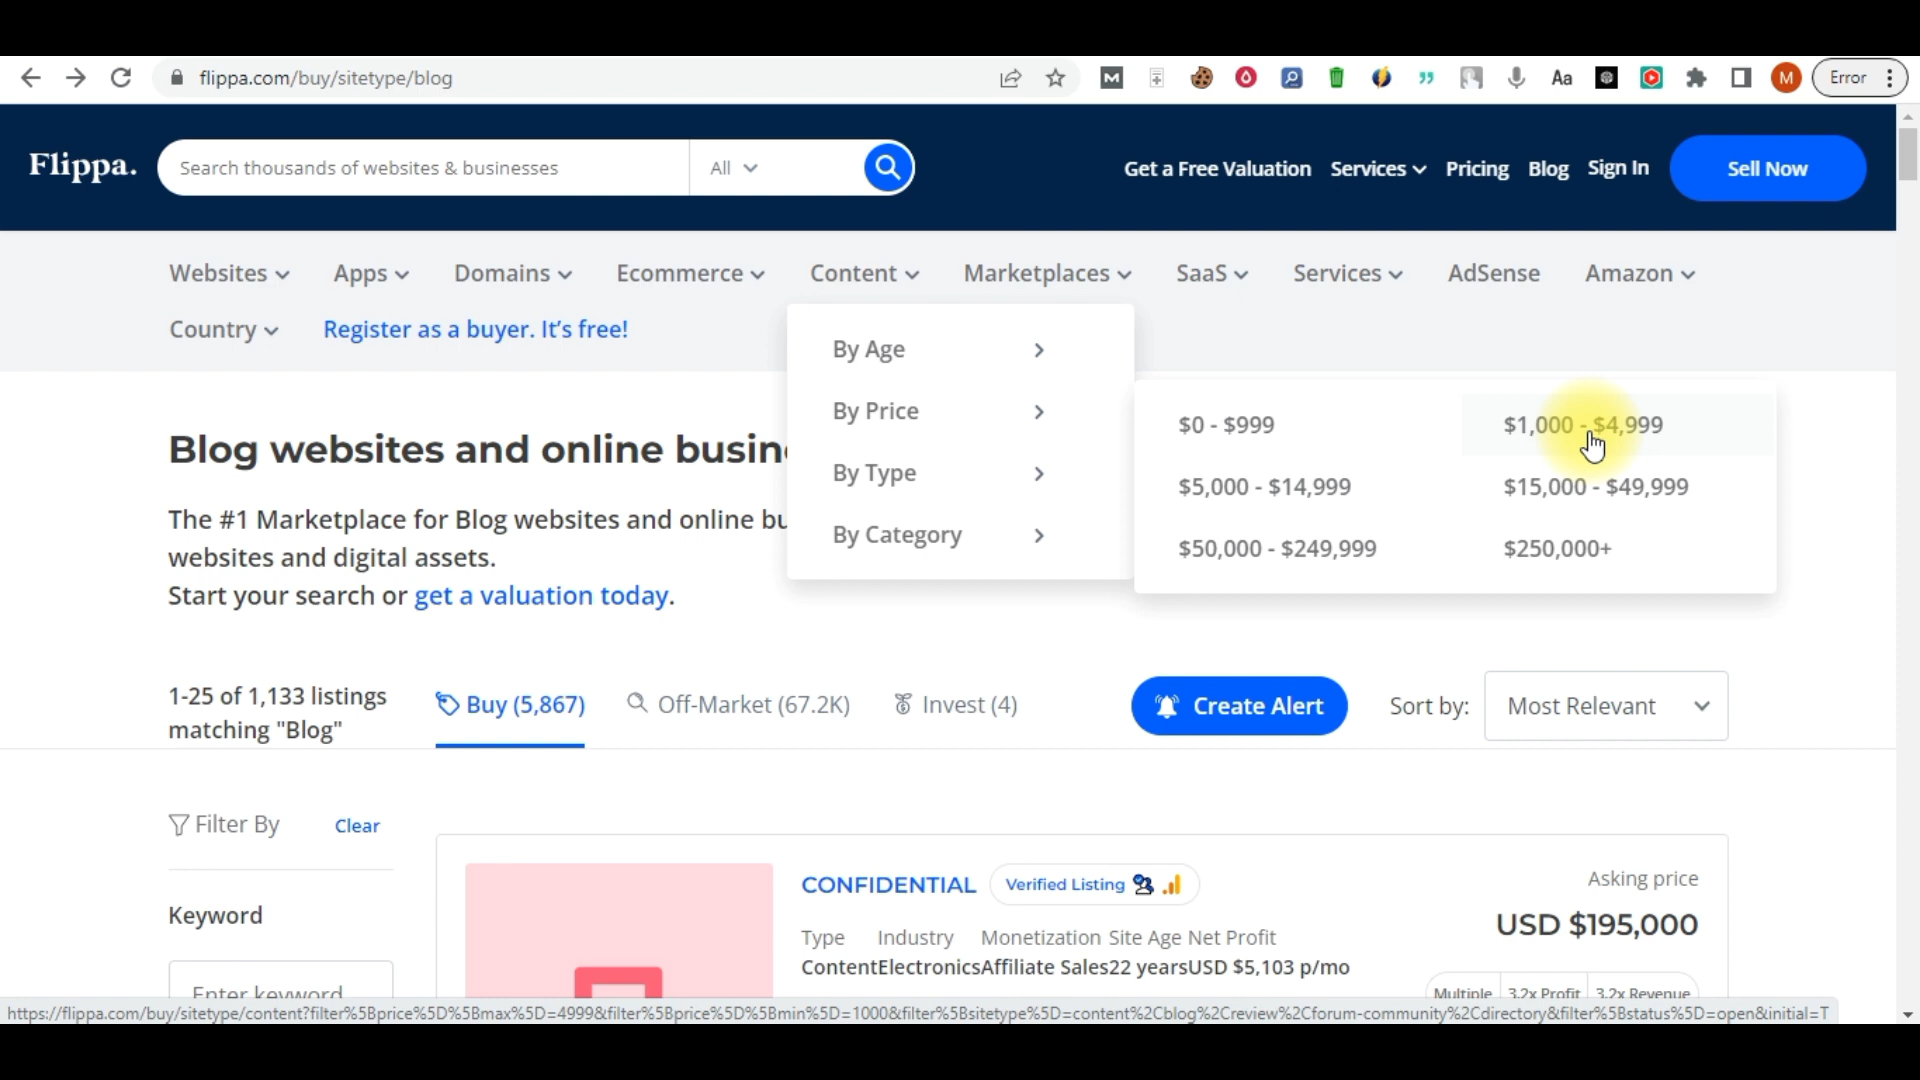 flippa.com/buy/sitetype/blog
Aa
M
Error
Flippa.
Search thousands of websites & businesses
All
Get a Free Valuation
Services
Pricing
Blog
Sign In
Sell Now
Websites
Apps
Domains
Ecommerce
Content
Marketplaces
SaaS
Services
AdSense
Amazon
Country
Register as a buyer. It's free!
By Age
By Price
By Type
By Category
$0 - $999
$1,000 - $4,999
$5,000 - $14,999
$15,000 - $49,999
$50,000 - $249,999
$250,000+
Blog websites and online busin
The #1 Marketplace for Blog websites and online bu
websites and digital assets.
Start your search or get a valuation today.
1-25 of 1,133 listings
matching "Blog"
Buy (5,867)
Off-Market (67.2K)
Invest (4)
Create Alert
Sort by:
Most Relevant
Filter By
Clear
Keyword
Enter keyword
CONFIDENTIAL
Verified Listing
Type Industry Monetization Site Age Net Profit
ContentElectronicsAffiliate Sales22 yearsUSD $5,103 p/mo
Asking price
USD $195,000
Multiple 3.2x Profit 3.2x Revenue
https://flippa.com/buy/sitetype/content?filter%5Bprice%5D%5Bmax%5D=4999&filter%5Bprice%5D%5Bmin%5D=1000&filter%5Bsitetype%5D=content%2Cblog%2Creview%2Cforum-community%2Cdirectory&filter%5Bstatus%5D=open&initial=T